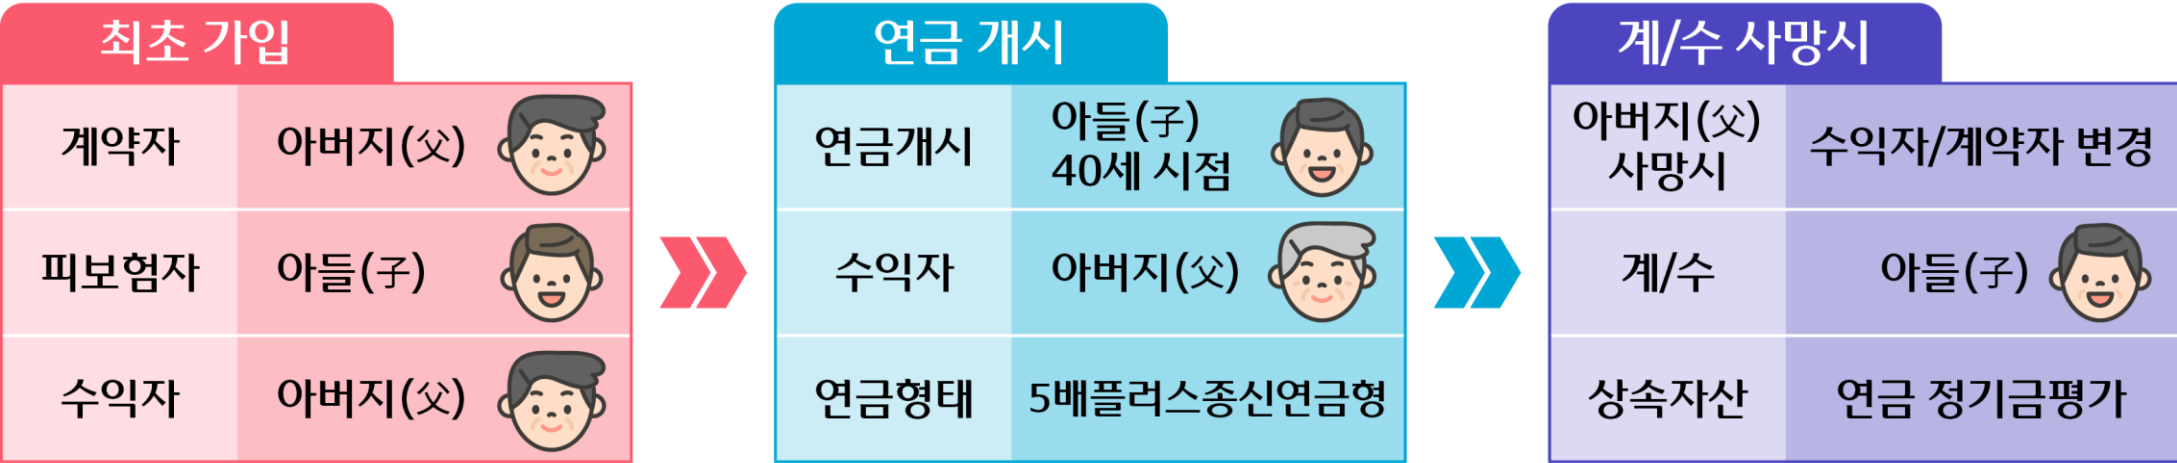 최초 가입
계약자 아버지(父)
피보험자 아들(子)
수익자 아버지(父)
연금 개시
연금개시 아들(子)
40세 시점
수익자 아버지(父)
연금형태 5배플러스종신연금형
계/수 사망시
아버지(父)
사망시
수익자/계약자 변경
계/수 아들(子)
상속자산 연금 정기금평가